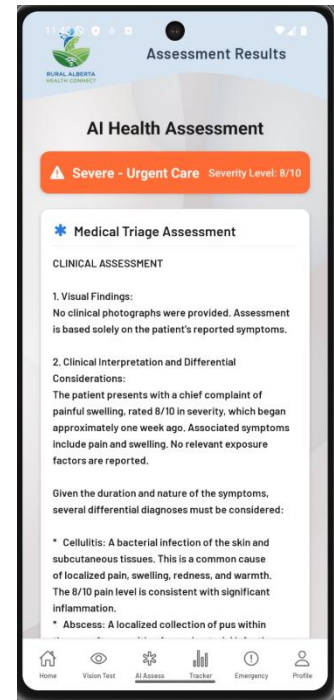 RURAL ALBERTA
HEALTH CONNECT
Assessment Results
AI Health Assessment
Severe - Urgent Care Severity Level: 8/10
Medical Triage Assessment
CLINICAL ASSESSMENT
1. Visual Findings:
No clinical photographs were provided. Assessment
is based solely on the patient's reported symptoms.
2. Clinical Interpretation and Differential
Considerations:
The patient presents with a chief complaint of
painful swelling, rated 8/10 in severity, which began
approximately one week ago. Associated symptoms
include pain and swelling. No relevant exposure
factors are reported.
Given the duration and nature of the symptoms,
several differential diagnoses must be considered:
* Cellulitis: A bacterial infection of the skin and
subcutaneous tissues. This is a common cause
of localized pain, swelling, redness, and warmth.
The 8/10 pain level is consistent with significant
inflammation.
* Abscess: A localized collection of pus within
Home
Vision Test
AI Assess
Tracker
Emergency
Profile